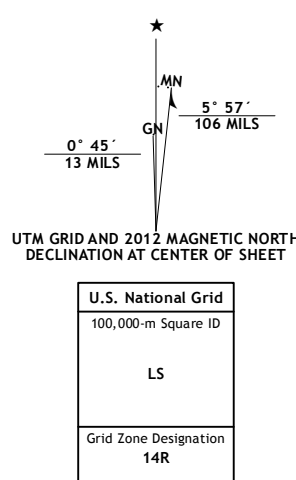 MN
5° 57´
106 MILS
GN
0° 45´
13 MILS
UTM GRID AND 2012 MAGNETIC NORTH
DECLINATION AT CENTER OF SHEET
U.S. National Grid
100,000-m Square ID
LS
Grid Zone Designation
14R